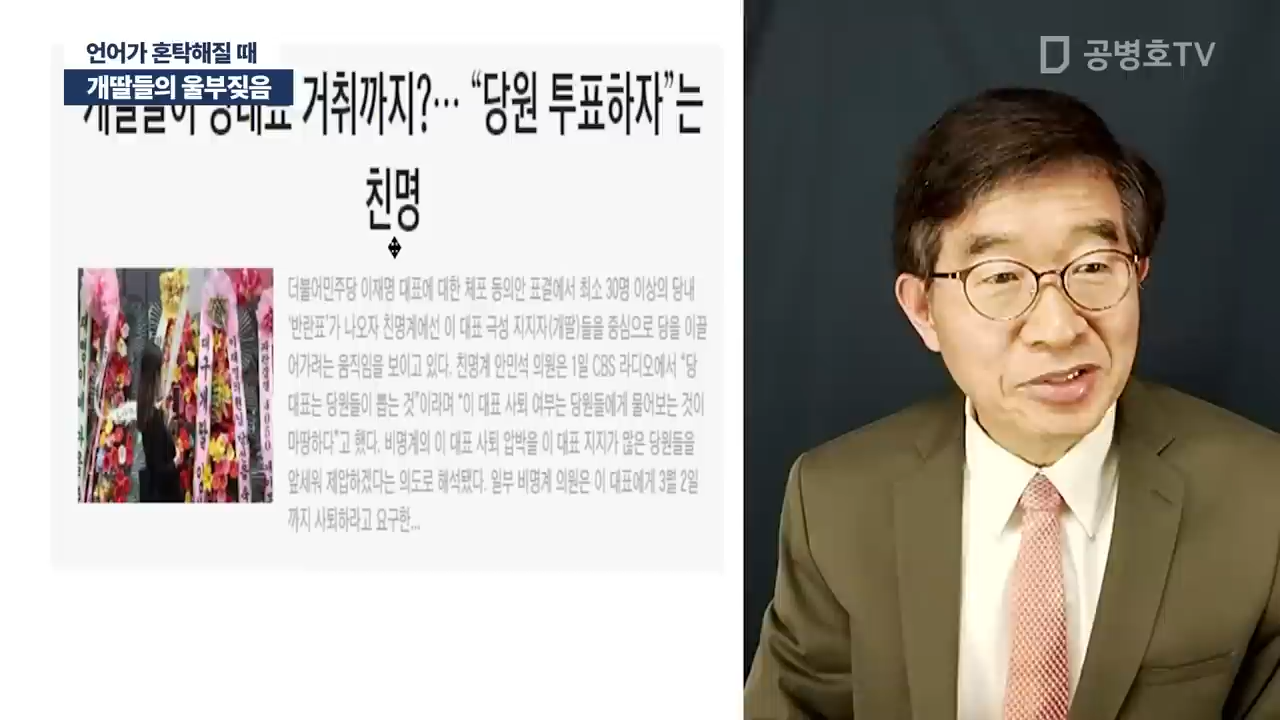 언어가 혼탁해질 때
개딸들의 울부짖음
공병호TV
거취까지?… “당원 투표하자”는
친명
더불어민주당 이재명 대표에 대한 체포 동의안 표결에서 최소 30명 이상의 당내
‘반란표’가 나오자 친명계에선 이 대표 극성 지지자(개딸)들을 중심으로 당을 이끌
어가려는 움직임을 보이고 있다. 친명계 안민석 의원은 1일 CBS 라디오에서 “당
대표는 당원들이 뽑는 것”이라며 “이 대표 사퇴 여부는 당원들에게 물어보는 것이
마땅하다”고 했다. 비명계의 이 대표 사퇴 압박을 이 대표 지지가 많은 당원들을
앞세워 제압하겠다는 의도로 해석됐다. 일부 비명계 의원은 이 대표에게 3월 2일
까지 사퇴하라고 요구한...